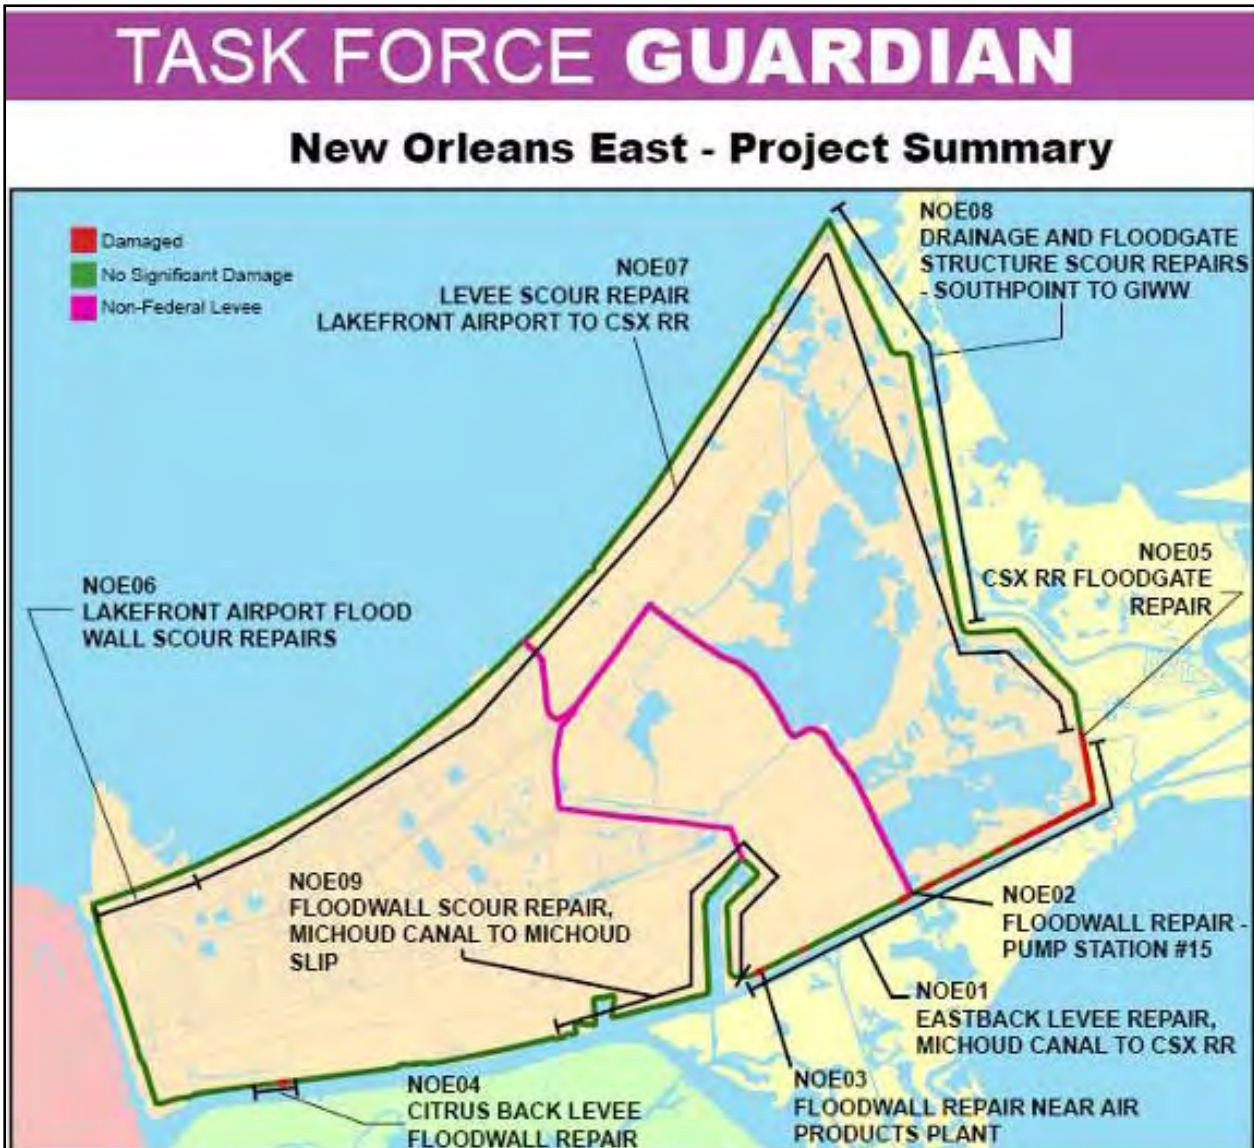 TASK FORCE GUARDIAN
New Orleans East - Project Summary
Damaged
No Significant Damage
Non-Federal Levee
NOE07
LEVEE SCOUR REPAIR
LAKEFRONT AIRPORT TO CSX RR
NOE08
DRAINAGE AND FLOODGATE
STRUCTURE SCOUR REPAIRS
- SOUTHPOINT TO GIWW
NOE05
CSX RR FLOODGATE
REPAIR
NOE06
LAKEFRONT AIRPORT FLOOD
WALL SCOUR REPAIRS
NOE09
FLOODWALL SCOUR REPAIR,
MICHOUD CANAL TO MICHOUD
SLIP
NOE02
FLOODWALL REPAIR -
PUMP STATION #15
NOE01
EASTBACK LEVEE REPAIR,
MICHOUD CANAL TO CSX RR
NOE03
FLOODWALL REPAIR NEAR AIR
PRODUCTS PLANT
NOE04
CITRUS BACK LEVEE
FLOODWALL REPAIR